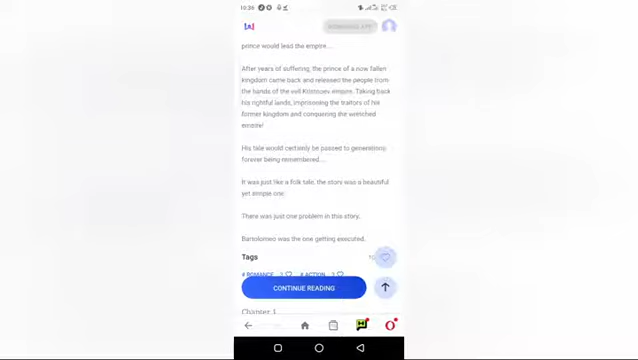 10:26
prince would lead the empire...
After years of suffering, the prince of a now fallen
kingdom came back and released the people from
the hands of the evil empire. Taking back
his rightful lands, imprisoning the traitors of his
former kingdom and conquering the wretched
empire!
His tale would certainly be passed to generations
forever being remembered...
It was just like a folk tale, the story was a beautiful
yet simple one.
There was just one problem in this story.
Bartolomeo was the one getting executed.
Tags
# ROMANCE # ACTION
CONTINUE READING
Chapter 1